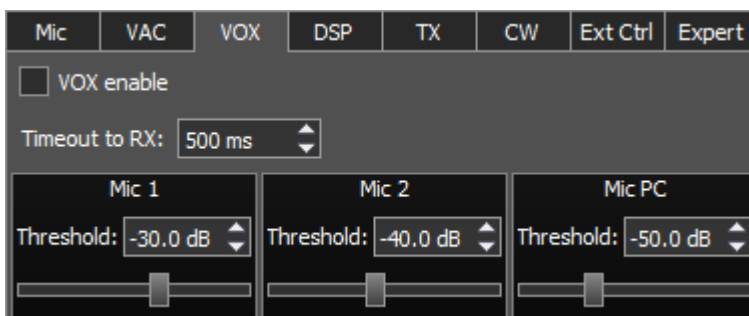 Mic VAC VOX DSP TX CW Ext Ctrl Expert
VOX enable
Timeout to RX: 500 ms
Mic 1 Mic 2 Mic PC
Threshold: -30.0 dB Threshold: -40.0 dB Threshold: -50.0 dB